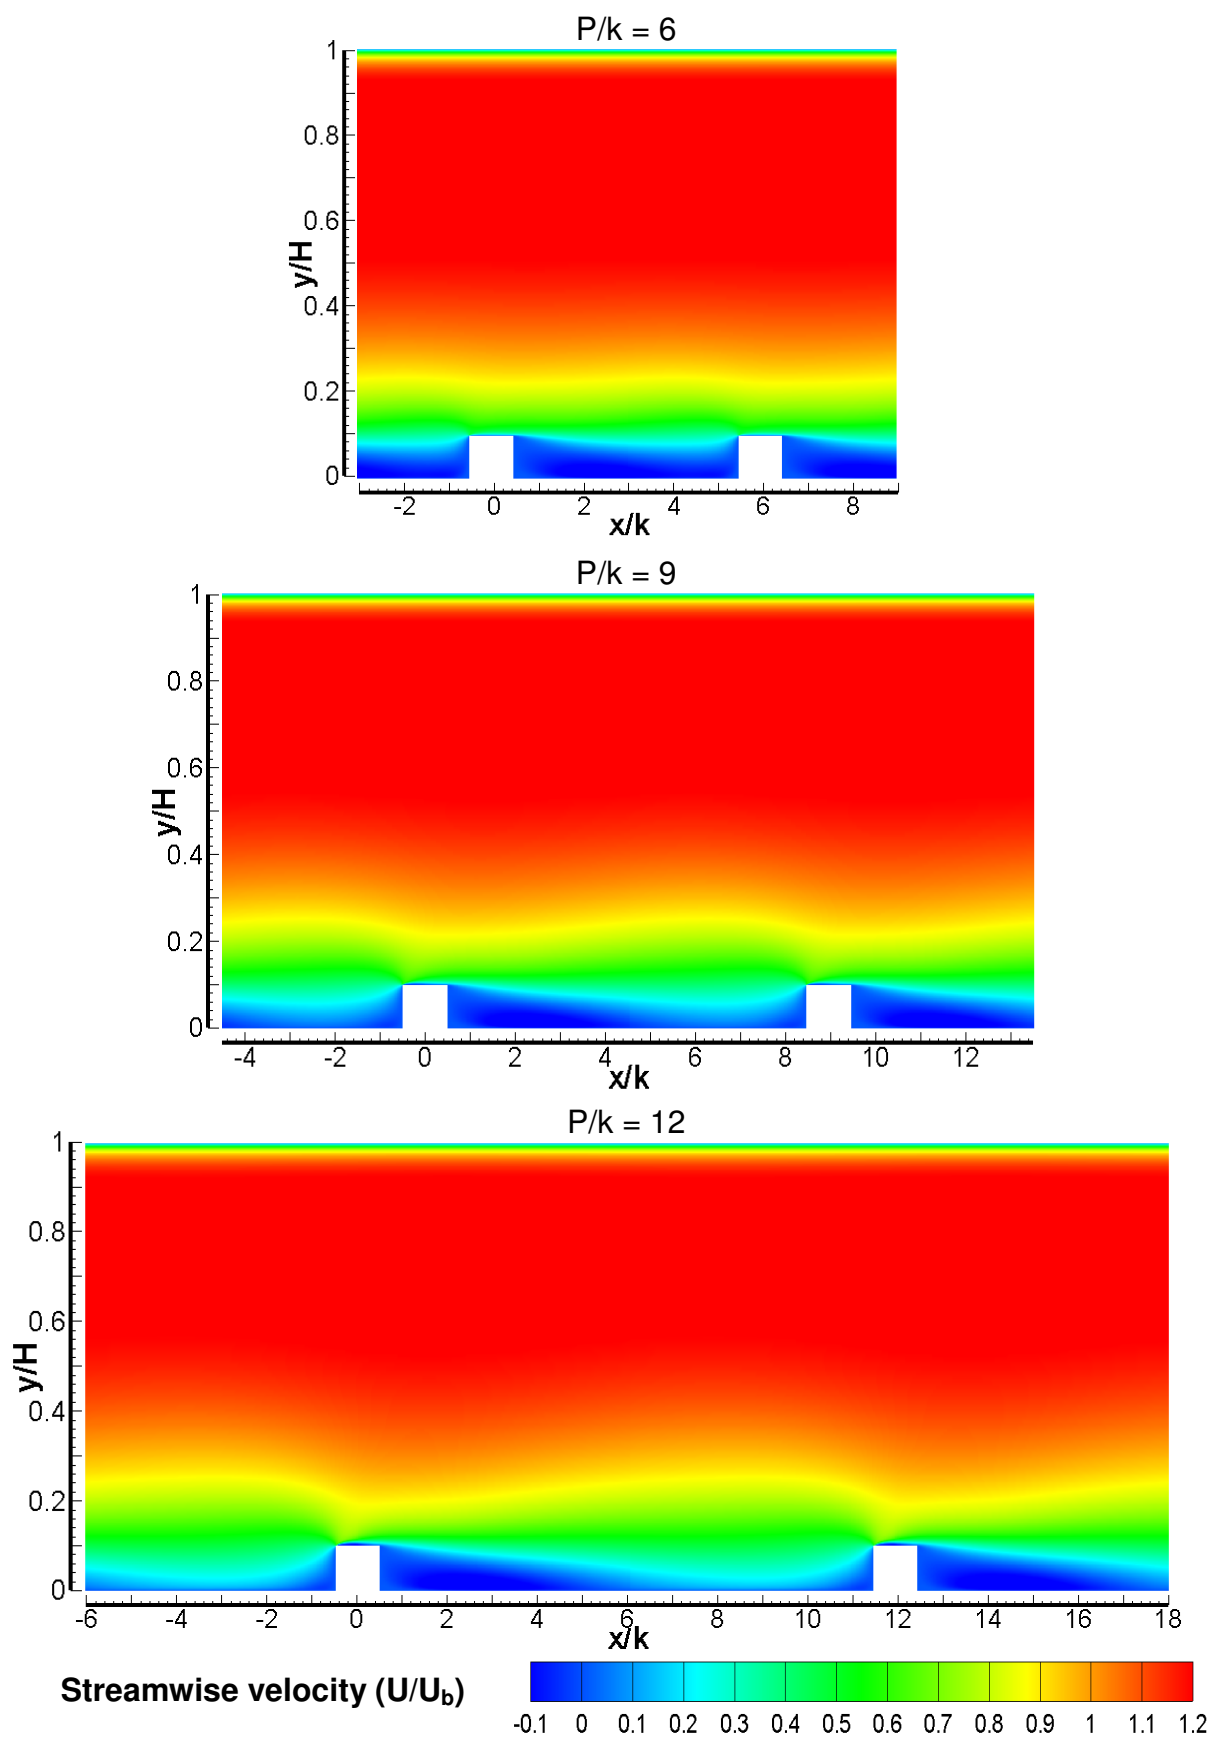 P/k = 6
1
0.8
0.6
0.4
0.2
0
y/H
-2 0 2 4 6 8
x/k
P/k = 9
1
0.8
0.6
0.4
0.2
0
y/H
-4 -2 0 2 4 6 8 10 12
x/k
P/k = 12
1
0.8
0.6
0.4
0.2
0
y/H
-6 -4 -2 0 2 4 6 8 10 12 14 16 18
x/k
Streamwise velocity (U/U_b)
-0.1 0 0.1 0.2 0.3 0.4 0.5 0.6 0.7 0.8 0.9 1 1.1 1.2